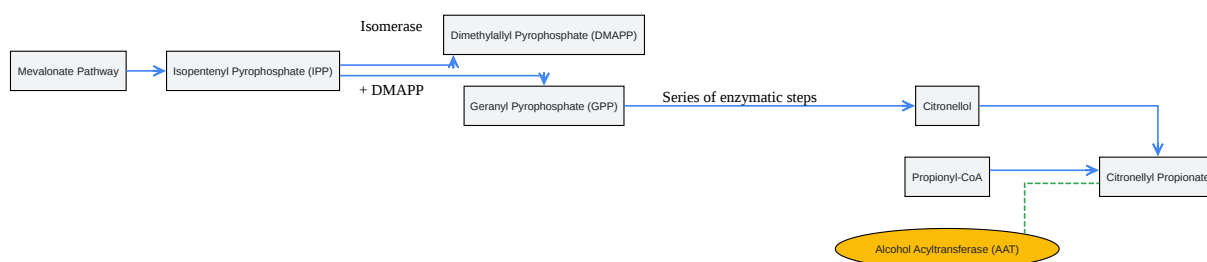 Isomerase
Dimethylallyl Pyrophosphate (DMAPP)
Mevalonate Pathway
Isopentenyl Pyrophosphate (IPP)
+ DMAPP
Geranyl Pyrophosphate (GPP)
Series of enzymatic steps
Citronellol
Propionyl-CoA
Citronellyl Propionate
Alcohol Acyltransferase (AAT)